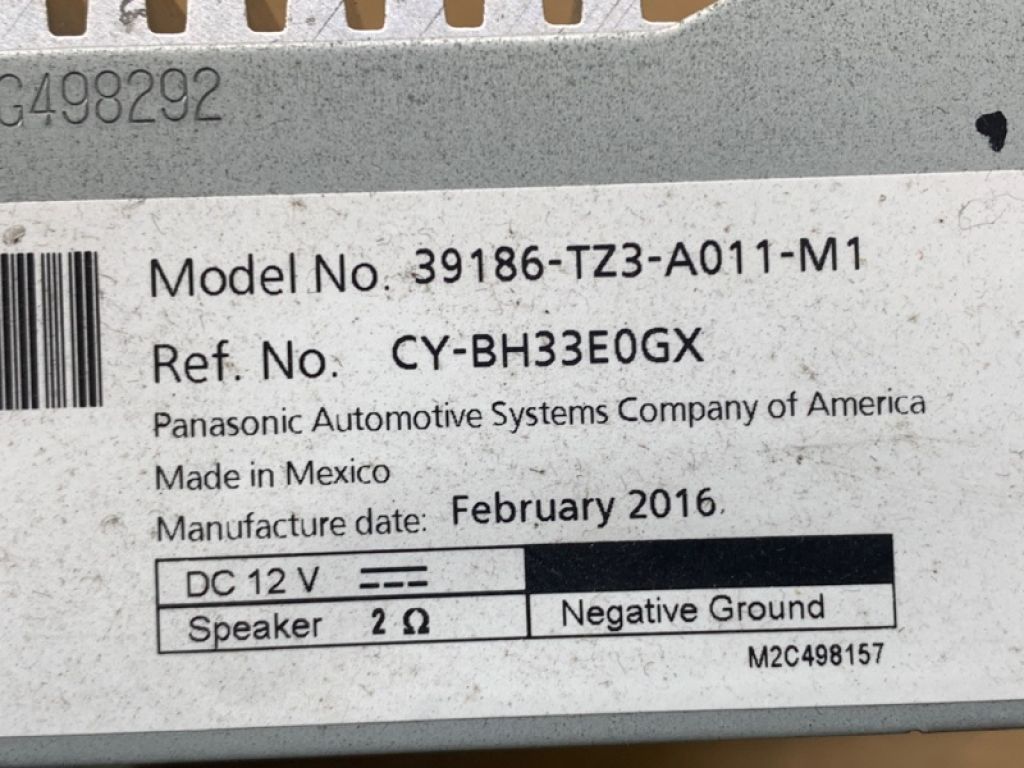 G498292
Model No. 39186-TZ3-A011-M1
Ref. No. CY-BH33E0GX
Panasonic Automotive Systems Company of America
Made in Mexico
Manufacture date: February 2016.
DC 12 V ⎓
Speaker 2 Ω Negative Ground
M2C498157